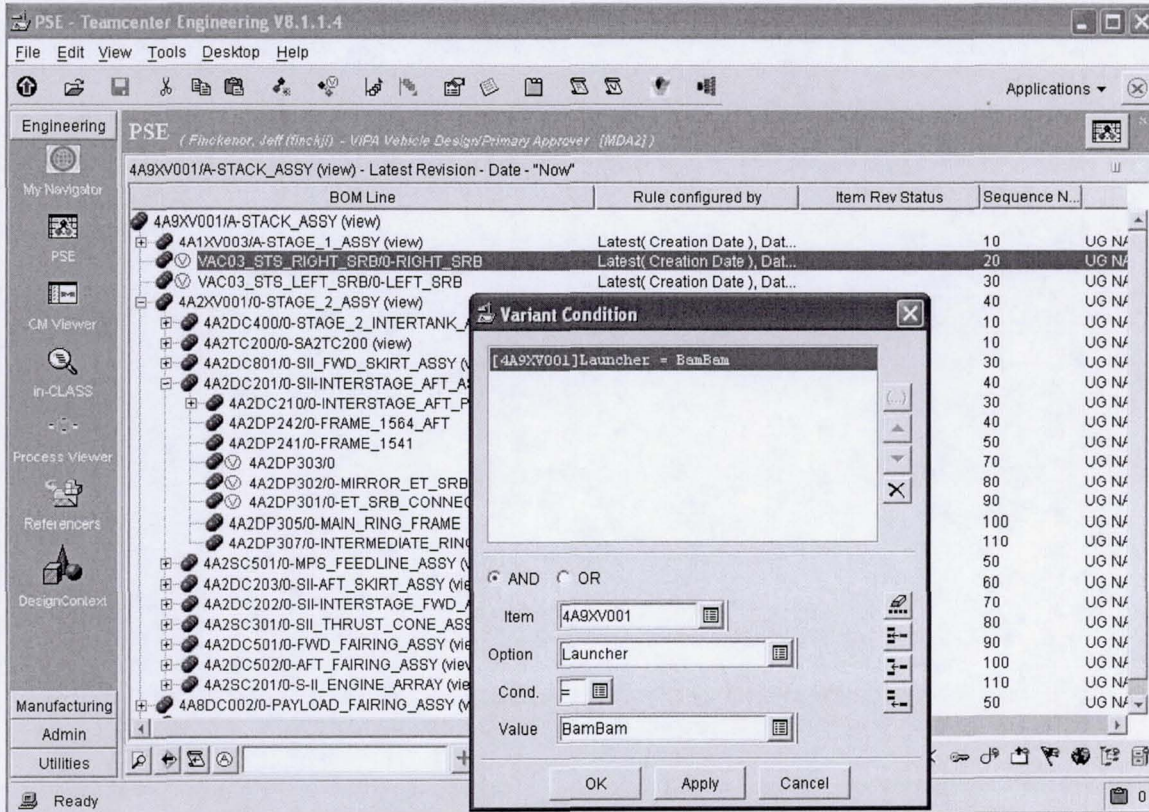 PSE - Teamcenter Engineering V8.1.1.4
File Edit View Tools Desktop Help
Applications
Engineering
My Navigator
PSE
CM Viewer
in-CLASS
Process Viewer
Referencers
DesignContext
Manufacturing
Admin
Utilities
PSE ( Finckenor, Jeff (finckji) - VIPA Vehicle Design/Primary Approver [MDA2] )
4A9XV001/A-STACK_ASSY (view) - Latest Revision - Date - "Now"
BOM Line Rule configured by Item Rev Status Sequence N...
4A9XV001/A-STACK_ASSY (view)
4A1XV003/A-STAGE_1_ASSY (view) Latest( Creation Date ), Dat... 10 UG NA
VAC03_STS_RIGHT_SRB/0-RIGHT_SRB Latest( Creation Date ), Dat... 20 UG NA
VAC03_STS_LEFT_SRB/0-LEFT_SRB Latest( Creation Date ), Dat... 30 UG NA
4A2XV001/0-STAGE_2_ASSY (view) 40 UG NA
4A2DC400/0-STAGE_2_INTERTANK_A 10 UG NA
4A2TC200/0-SA2TC200 (view) 10 UG NA
4A2DC801/0-SII_FWD_SKIRT_ASSY (v 30 UG NA
4A2DC201/0-SII-INTERSTAGE_AFT_AS 40 UG NA
4A2DC210/0-INTERSTAGE_AFT_P 30 UG NA
4A2DP242/0-FRAME_1564_AFT 40 UG NA
4A2DP241/0-FRAME_1541 50 UG NA
4A2DP303/0 70 UG NA
4A2DP302/0-MIRROR_ET_SRB 80 UG NA
4A2DP301/0-ET_SRB_CONNEC 90 UG NA
4A2DP305/0-MAIN_RING_FRAME 100 UG NA
4A2DP307/0-INTERMEDIATE_RING 110 UG NA
4A2SC501/0-MPS_FEEDLINE_ASSY (v 50 UG NA
4A2DC203/0-SII-AFT_SKIRT_ASSY (vie 60 UG NA
4A2DC202/0-SII-INTERSTAGE_FWD_A 70 UG NA
4A2SC301/0-SII_THRUST_CONE_ASS 80 UG NA
4A2DC501/0-FWD_FAIRING_ASSY (vie 90 UG NA
4A2DC502/0-AFT_FAIRING_ASSY (view 100 UG NA
4A2SC201/0-S-II_ENGINE_ARRAY (vie 110 UG NA
4A8DC002/0-PAYLOAD_FAIRING_ASSY (v 50 UG NA
Variant Condition
[4A9XV001]Launcher = BamBam
(...)
AND OR
Item 4A9XV001
Option Launcher
Cond. =
Value BamBam
OK Apply Cancel
Ready
0